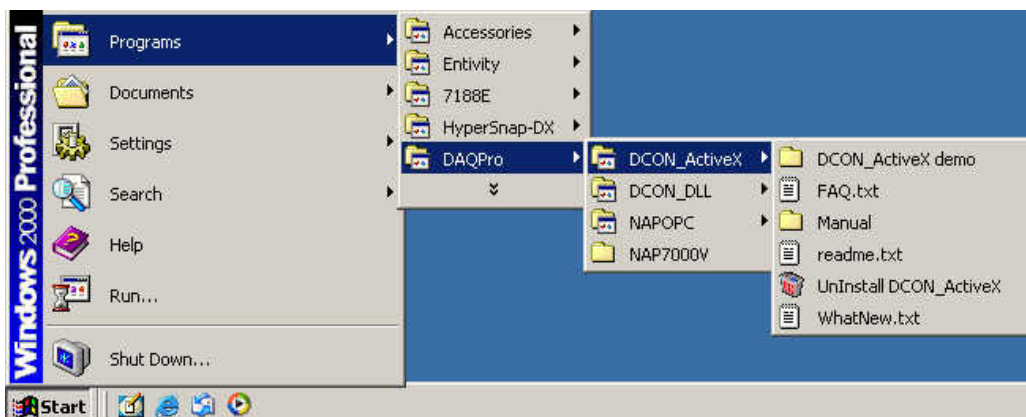 Windows 2000 Professional
Programs
Documents
Settings
Search
Help
Run...
Shut Down...
Accessories
Entivity
7188E
HyperSnap-DX
DAQPro
DCON_ActiveX
DCON_DLL
NAPOPC
NAP7000V
DCON_ActiveX demo
FAQ.txt
Manual
readme.txt
UnInstall DCON_ActiveX
WhatNew.txt
Start